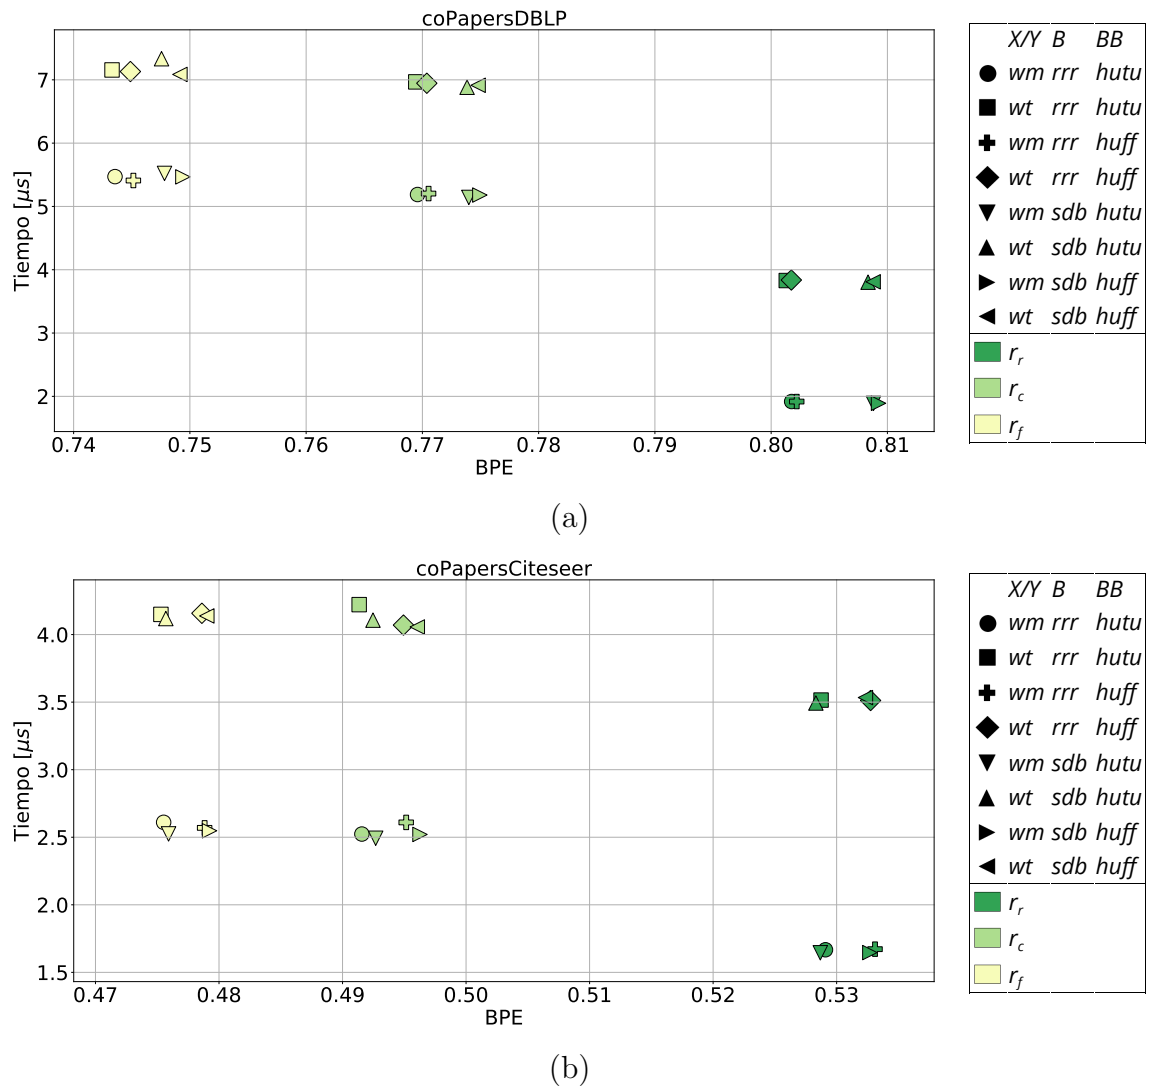 coPapersDBLP
Tiempo [μs]
7
6
5
4
3
2
0.74 0.75 0.76 0.77 0.78 0.79 0.80 0.81
BPE
X/Y B BB
wm rrr hutu
wt rrr hutu
wm rrr huff
wt rrr huff
wm sdb hutu
wt sdb hutu
wm sdb huff
wt sdb huff
r_r
r_c
r_f
(a)
coPapersCiteseer
Tiempo [μs]
4.0
3.5
3.0
2.5
2.0
1.5
0.47 0.48 0.49 0.50 0.51 0.52 0.53
BPE
X/Y B BB
wm rrr hutu
wt rrr hutu
wm rrr huff
wt rrr huff
wm sdb hutu
wt sdb hutu
wm sdb huff
wt sdb huff
r_r
r_c
r_f
(b)